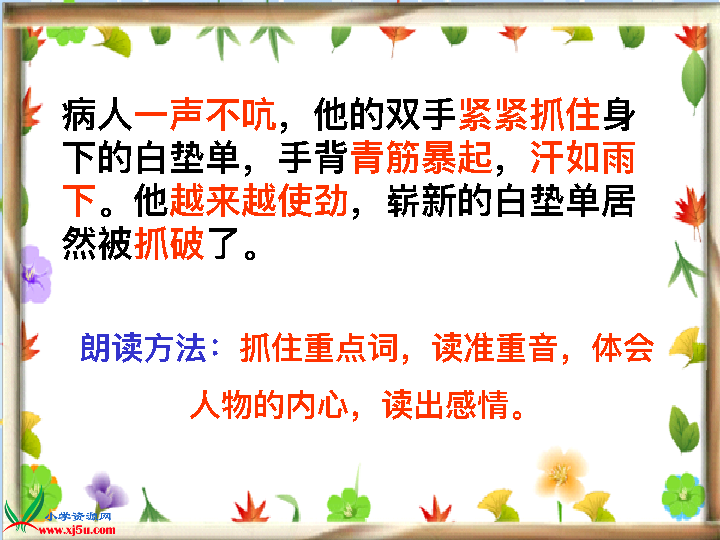 病人一声不吭，他的双手紧紧抓住身
下的白垫单，手背青筋暴起，汗如雨
下。他越来越使劲，崭新的白垫单居
然被抓破了。
朗读方法：抓住重点词，读准重音，体会
人物的内心，读出感情。
小学资源网
www.xj5u.com